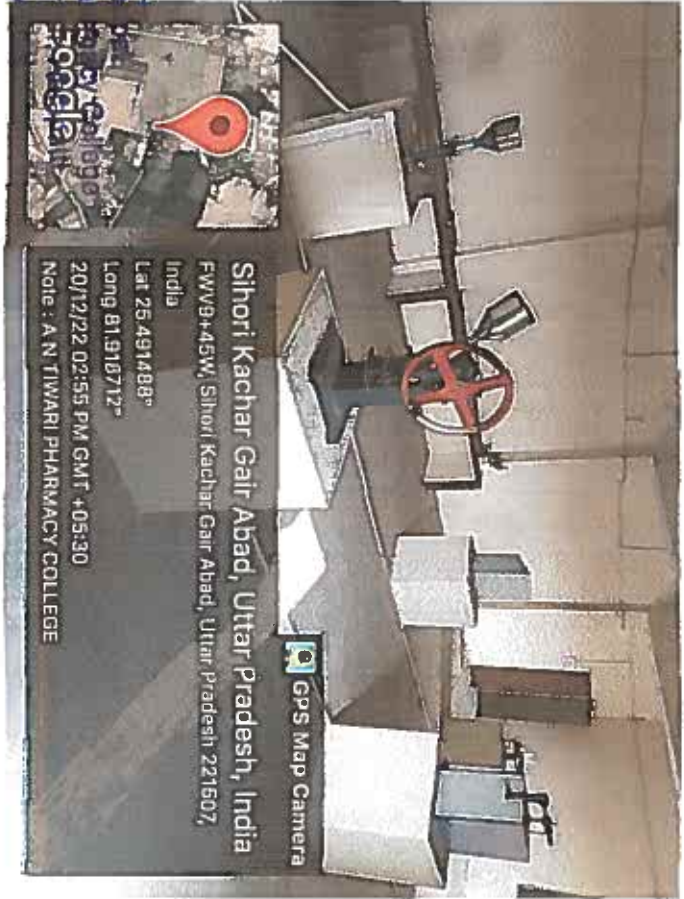 GPS Map Camera
Sihori Kachar Gair Abad, Uttar Pradesh, India
FWV9+45W, Sihori Kachar Gair Abad, Uttar Pradesh 221507,
India
Lat 25.491488°
Long 81.918712°
20/12/22 02:55 PM GMT +05:30
Note : A N TIWARI PHARMACY COLLEGE
Google
College